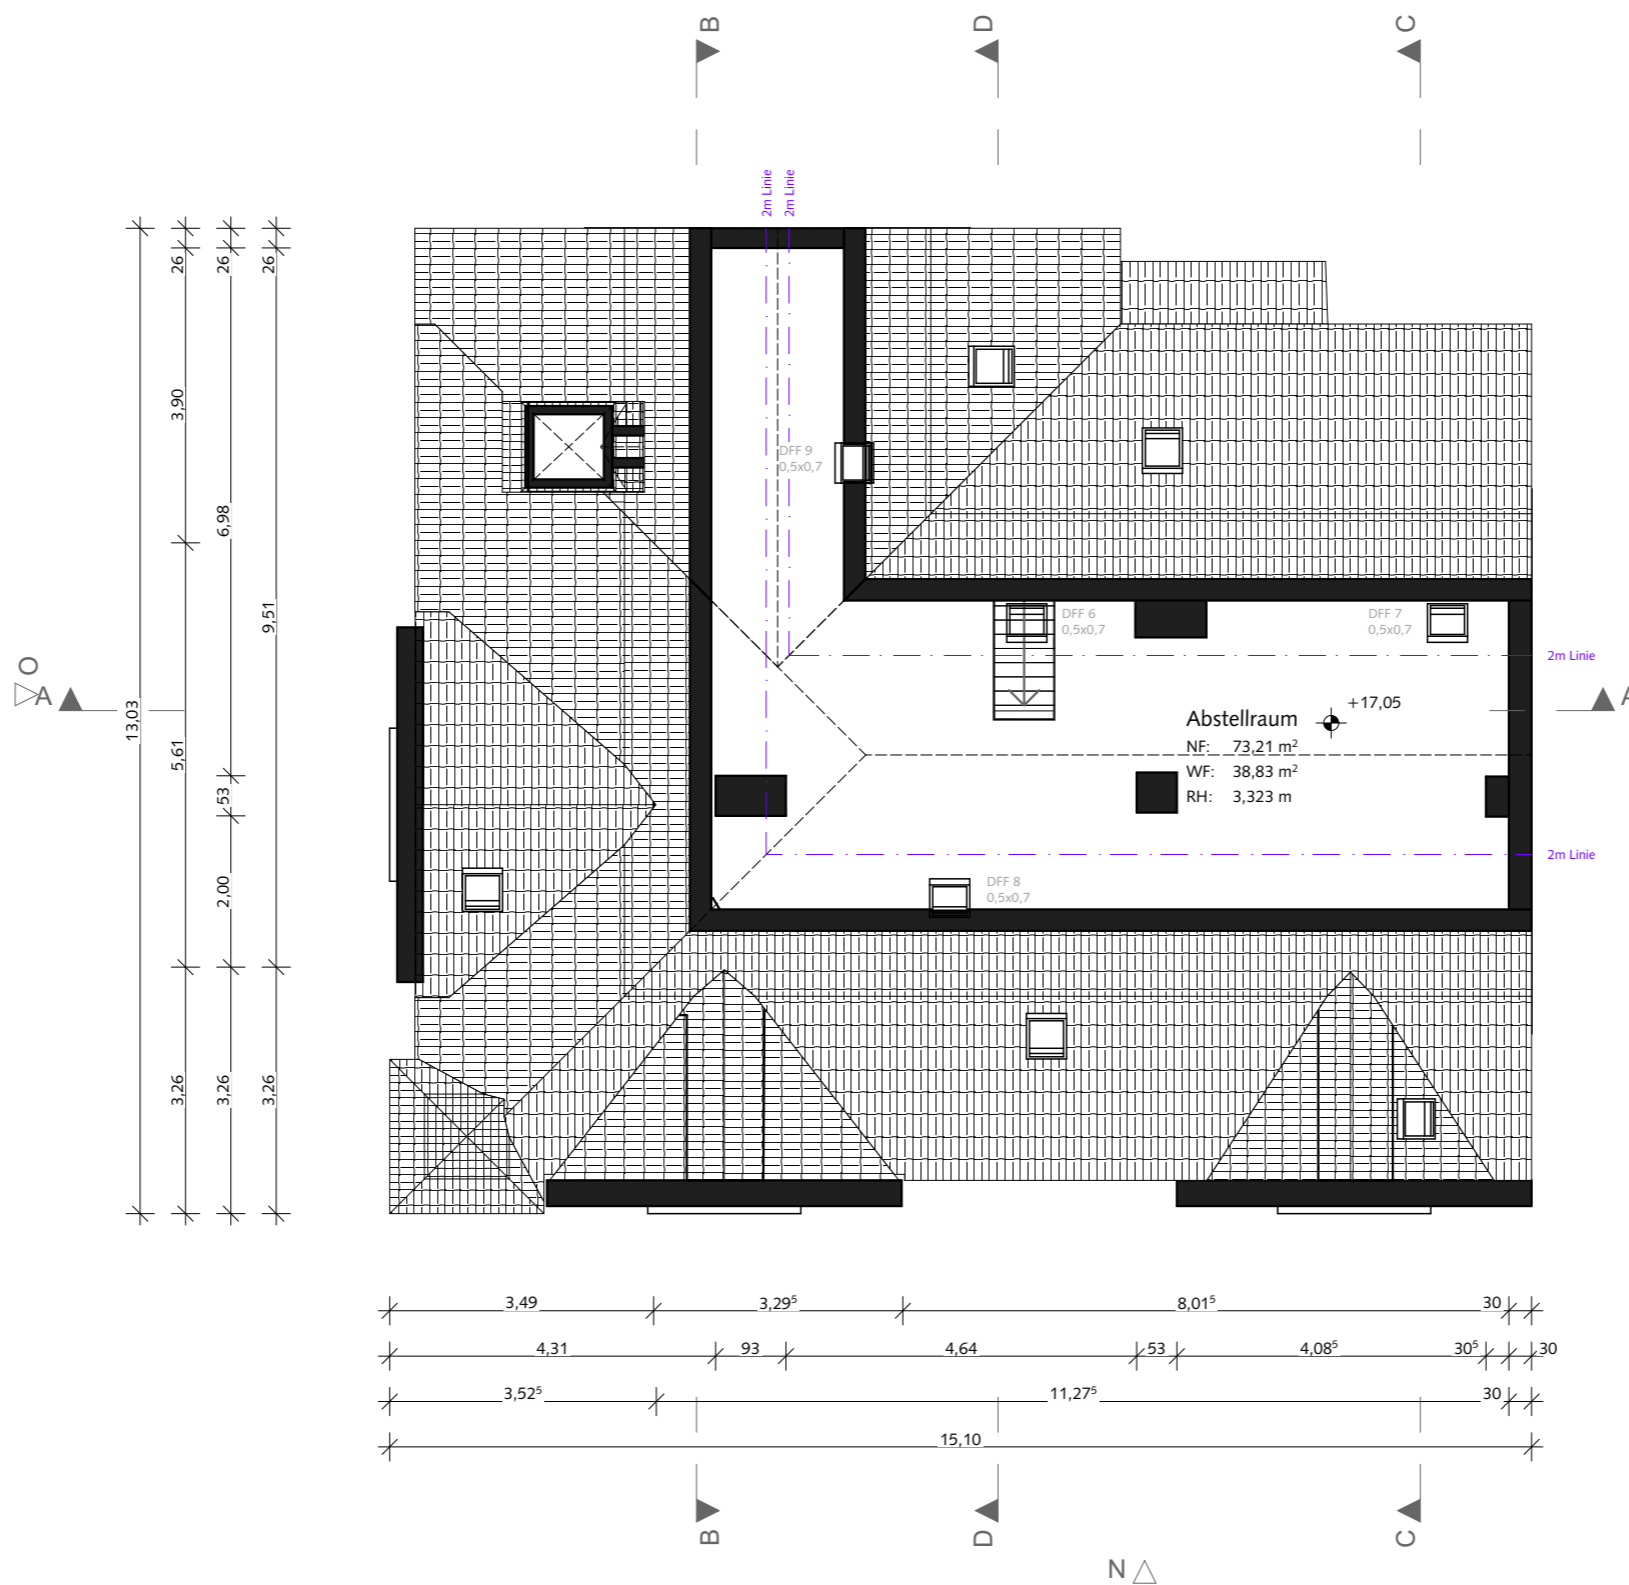 B
D
C
2m Linie
2m Linie
26
26
26
3,90
6,98
9,51
13,03
5,61
53
2,00
3,26
3,26
3,26
O
A
DFF 9
0,5x0,7
DFF 6
0,5x0,7
DFF 7
0,5x0,7
2m Linie
A
+17,05
Abstellraum
NF: 73,21 m²
WF: 38,83 m²
RH: 3,323 m
2m Linie
DFF 8
0,5x0,7
3,49 3,29⁵ 8,01⁵ 30
4,31 93 4,64 53 4,08⁵ 30⁵ 30
3,52⁵ 11,27⁵ 30
15,10
B
D
C
N